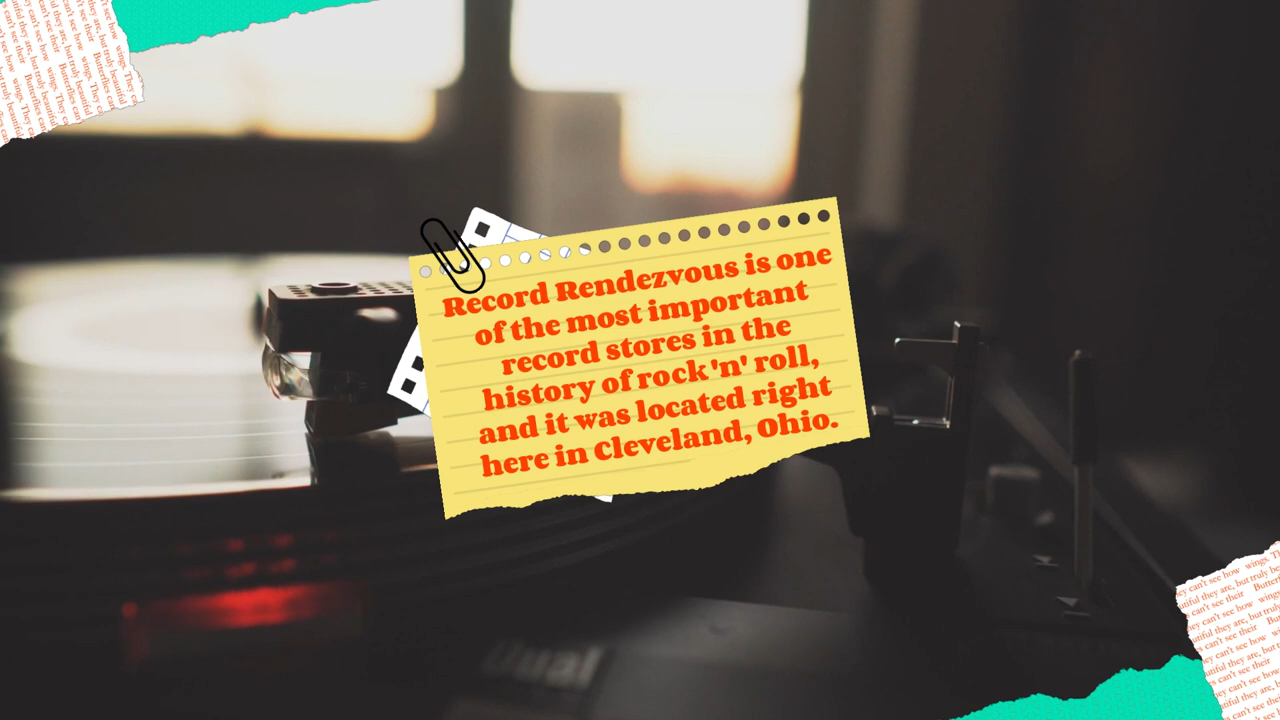 Record Rendezvous is one
of the most important
record stores in the
history of rock 'n' roll,
and it was located right
here in Cleveland, Ohio.